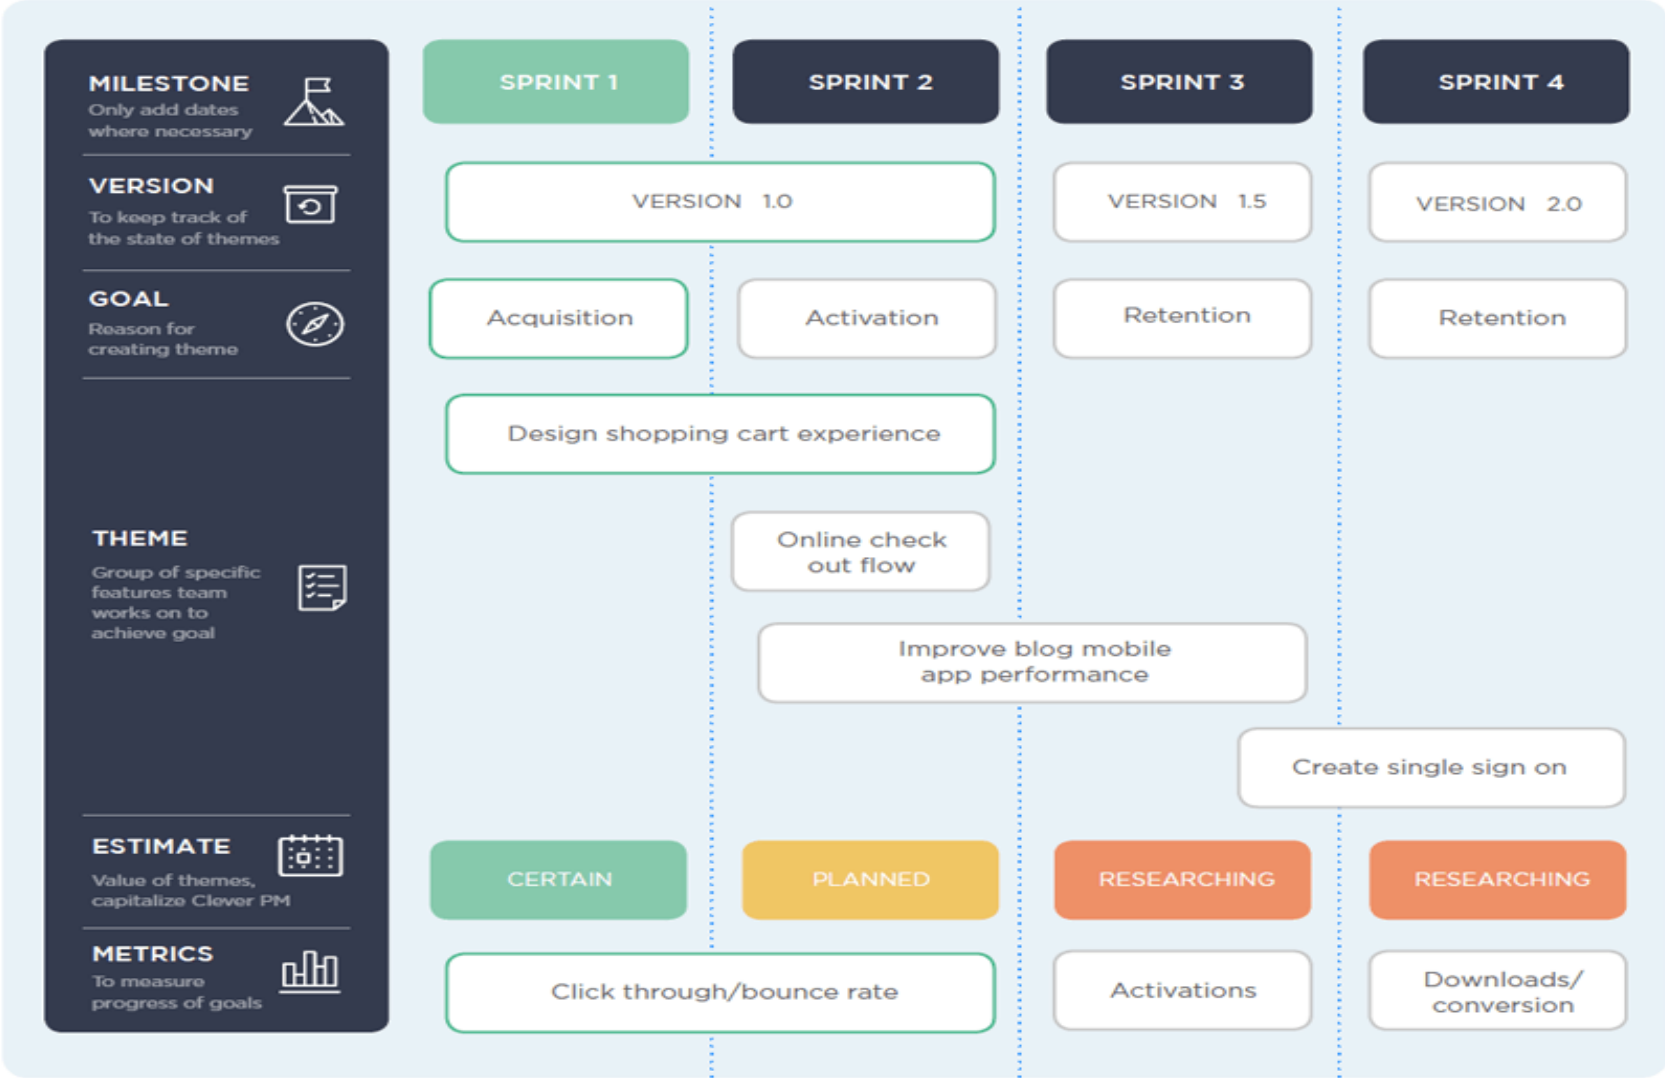 MILESTONE
Only add dates
where necessary
SPRINT 1
SPRINT 2
SPRINT 3
SPRINT 4
VERSION
To keep track of
the state of themes
VERSION 1.0
VERSION 1.5
VERSION 2.0
GOAL
Reason for
creating theme
Acquisition
Activation
Retention
Retention
THEME
Group of specific
features team
works on to
achieve goal
Design shopping cart experience
Online check
out flow
Improve blog mobile
app performance
Create single sign on
ESTIMATE
Value of themes,
capitalize Clever PM
CERTAIN
PLANNED
RESEARCHING
RESEARCHING
METRICS
To measure
progress of goals
Click through/bounce rate
Activations
Downloads/
conversion